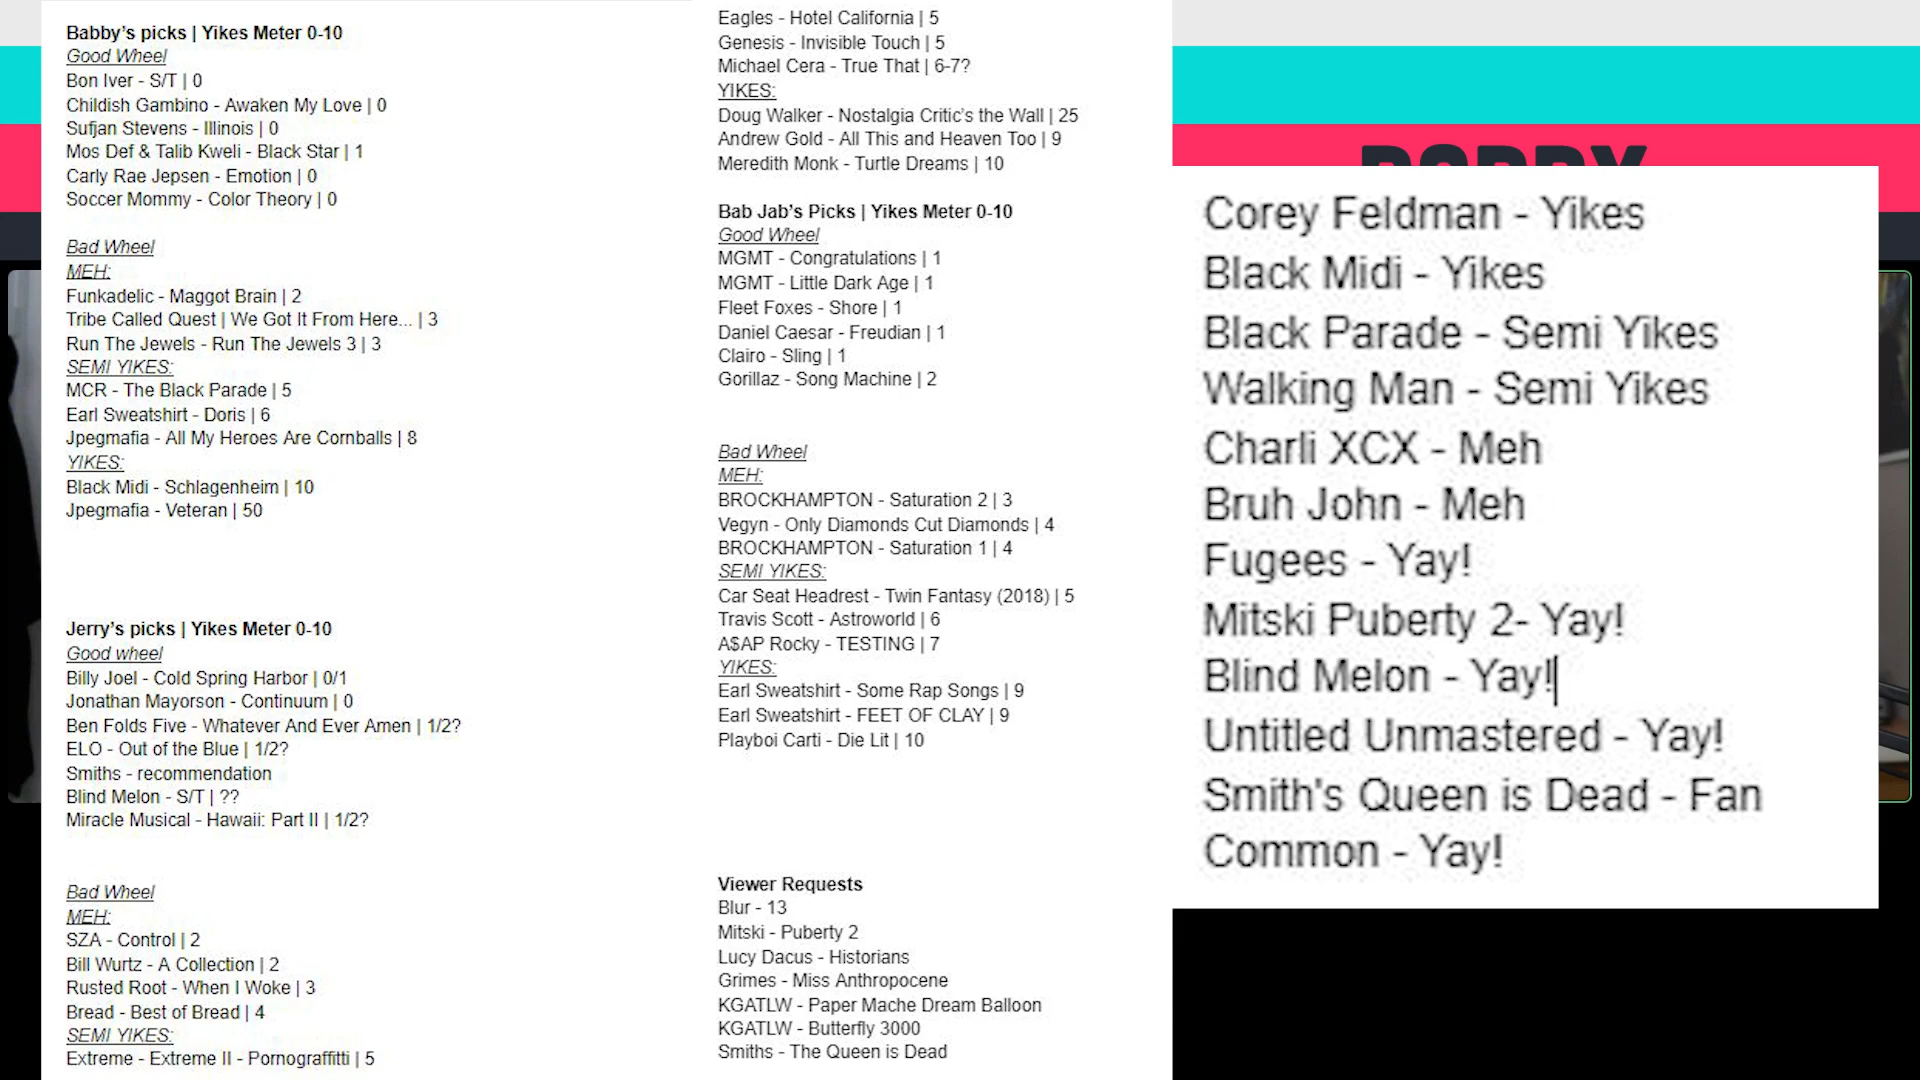 Babby’s picks | Yikes Meter 0-10
Good Wheel
Bon Iver - S/T | 0
Childish Gambino - Awaken My Love | 0
Sufjan Stevens - Illinois | 0
Mos Def & Talib Kweli - Black Star | 1
Carly Rae Jepsen - Emotion | 0
Soccer Mommy - Color Theory | 0
Bad Wheel
MEH:
Funkadelic - Maggot Brain | 2
Tribe Called Quest | We Got It From Here... | 3
Run The Jewels - Run The Jewels 3 | 3
SEMI YIKES:
MCR - The Black Parade | 5
Earl Sweatshirt - Doris | 6
Jpegmafia - All My Heroes Are Cornballs | 8
YIKES:
Black Midi - Schlagenheim | 10
Jpegmafia - Veteran | 50
Jerry’s picks | Yikes Meter 0-10
Good wheel
Billy Joel - Cold Spring Harbor | 0/1
Jonathan Mayorson - Continuum | 0
Ben Folds Five - Whatever And Ever Amen | 1/2?
ELO - Out of the Blue | 1/2?
Smiths - recommendation
Blind Melon - S/T | ??
Miracle Musical - Hawaii: Part II | 1/2?
Bad Wheel
MEH:
SZA - Control | 2
Bill Wurtz - A Collection | 2
Rusted Root - When I Woke | 3
Bread - Best of Bread | 4
SEMI YIKES:
Extreme - Extreme II - Pornograffitti | 5
Eagles - Hotel California | 5
Genesis - Invisible Touch | 5
Michael Cera - True That | 6-7?
YIKES:
Doug Walker - Nostalgia Critic’s the Wall | 25
Andrew Gold - All This and Heaven Too | 9
Meredith Monk - Turtle Dreams | 10
Bab Jab’s Picks | Yikes Meter 0-10
Good Wheel
MGMT - Congratulations | 1
MGMT - Little Dark Age | 1
Fleet Foxes - Shore | 1
Daniel Caesar - Freudian | 1
Clairo - Sling | 1
Gorillaz - Song Machine | 2
Bad Wheel
MEH:
BROCKHAMPTON - Saturation 2 | 3
Vegyn - Only Diamonds Cut Diamonds | 4
BROCKHAMPTON - Saturation 1 | 4
SEMI YIKES:
Car Seat Headrest - Twin Fantasy (2018) | 5
Travis Scott - Astroworld | 6
A$AP Rocky - TESTING | 7
YIKES:
Earl Sweatshirt - Some Rap Songs | 9
Earl Sweatshirt - FEET OF CLAY | 9
Playboi Carti - Die Lit | 10
Viewer Requests
Blur - 13
Mitski - Puberty 2
Lucy Dacus - Historians
Grimes - Miss Anthropocene
KGATLW - Paper Mache Dream Balloon
KGATLW - Butterfly 3000
Smiths - The Queen is Dead
Corey Feldman - Yikes
Black Midi - Yikes
Black Parade - Semi Yikes
Walking Man - Semi Yikes
Charli XCX - Meh
Bruh John - Meh
Fugees - Yay!
Mitski Puberty 2- Yay!
Blind Melon - Yay!
Untitled Unmastered - Yay!
Smith's Queen is Dead - Fan
Common - Yay!